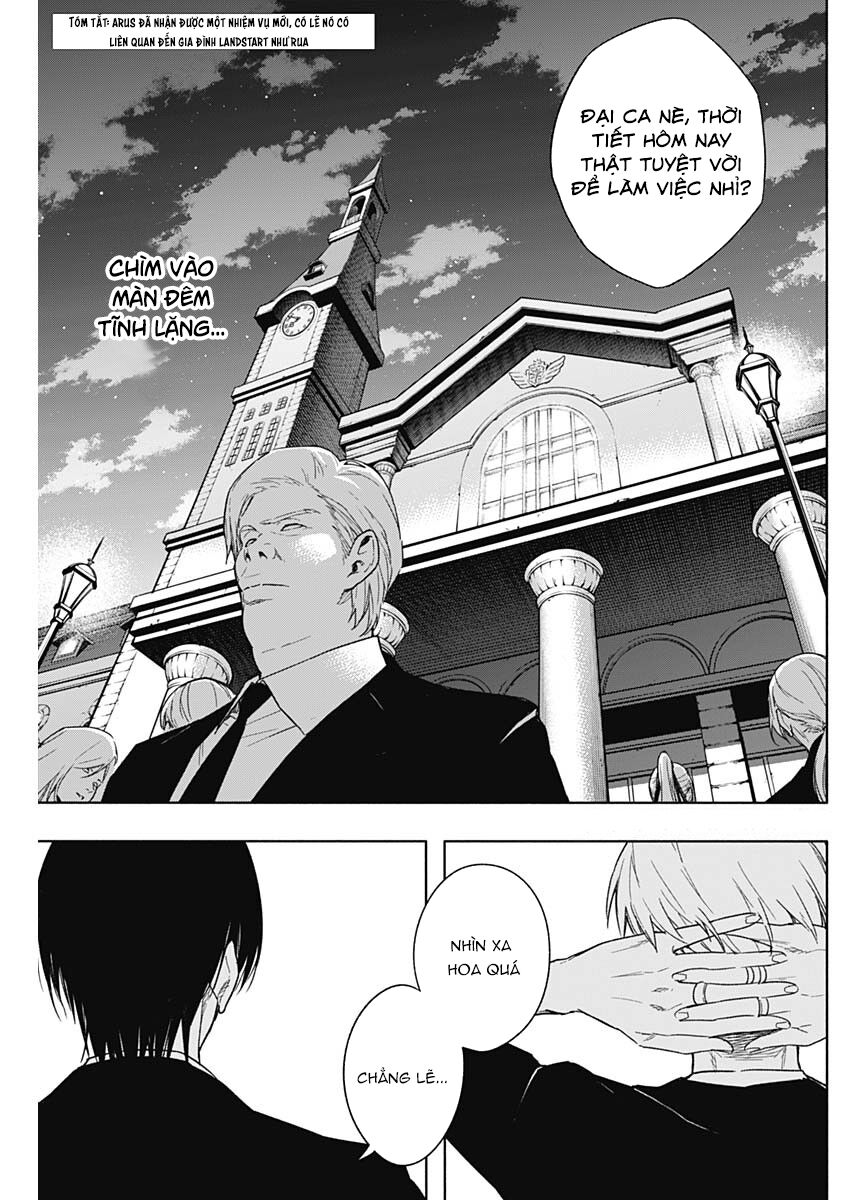 TÓM TẮT: ARUS ĐÃ NHẬN ĐƯỢC MỘT NHIỆM VỤ MỚI, CÓ LẼ NÓ CÓ
LIÊN QUAN ĐẾN GIA ĐÌNH LANDSTART NHƯ RUA
ĐẠI CA NÈ, THỜI
TIẾT HÔM NAY
THẬT TUYỆT VỜI
ĐỂ LÀM VIỆC NHỈ?
CHÌM VÀO
MÀN ĐÊM
TĨNH LẶNG...
NHÌN XA
HOA QUÁ
CHẲNG LẼ...